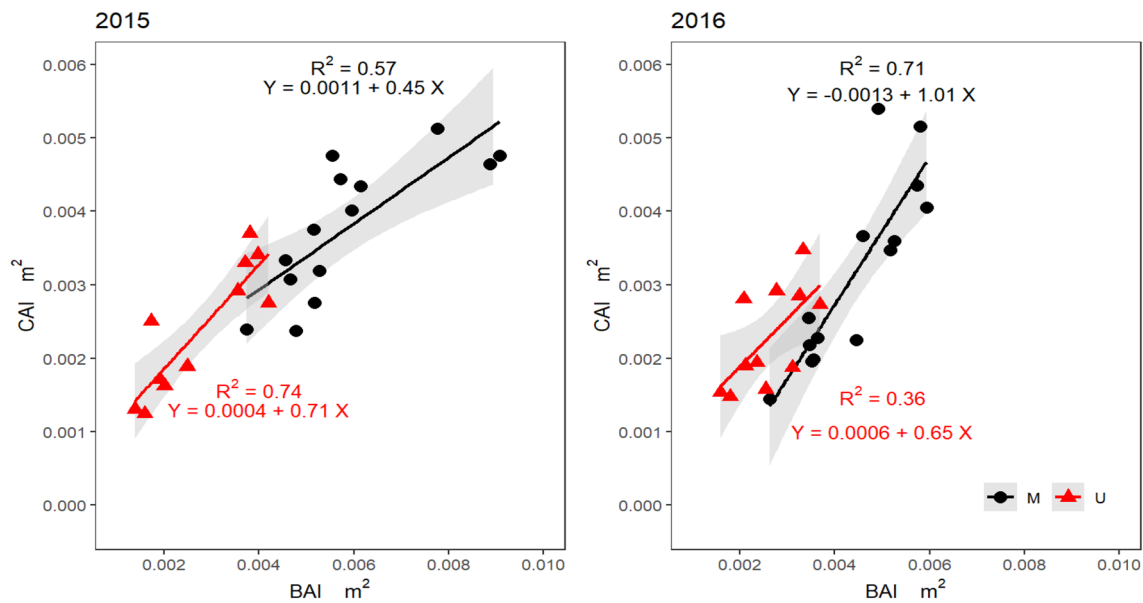 2015
R² = 0.57
Y = 0.0011 + 0.45 X
0.006
0.005
0.004
0.003
0.002
0.001
0.000
CAI m²
R² = 0.74
Y = 0.0004 + 0.71 X
0.002 0.004 0.006 0.008 0.010
BAI m²
2016
R² = 0.71
Y = -0.0013 + 1.01 X
0.006
0.005
0.004
0.003
0.002
0.001
0.000
CAI m²
R² = 0.36
Y = 0.0006 + 0.65 X
M U
0.002 0.004 0.006 0.008 0.010
BAI m²